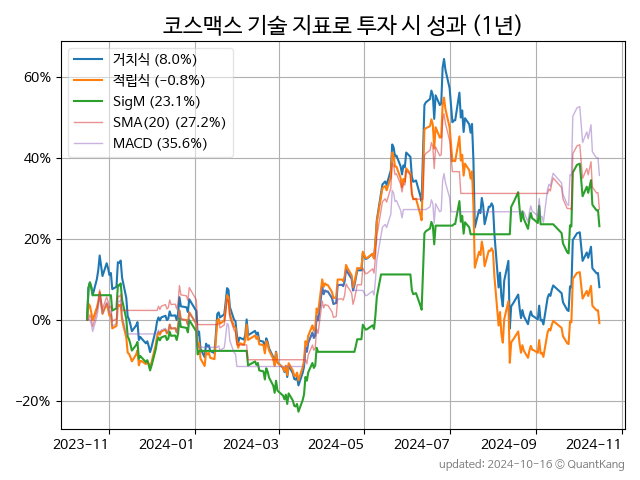 코스맥스 기술 지표로 투자 시 성과 (1년)
거치식 (8.0%)
적립식 (−0.8%)
SigM (23.1%)
SMA(20) (27.2%)
MACD (35.6%)
60%
40%
20%
0%
−20%
2023-11 2024-01 2024-03 2024-05 2024-07 2024-09 2024-11
updated: 2024-10-16 © QuantKang